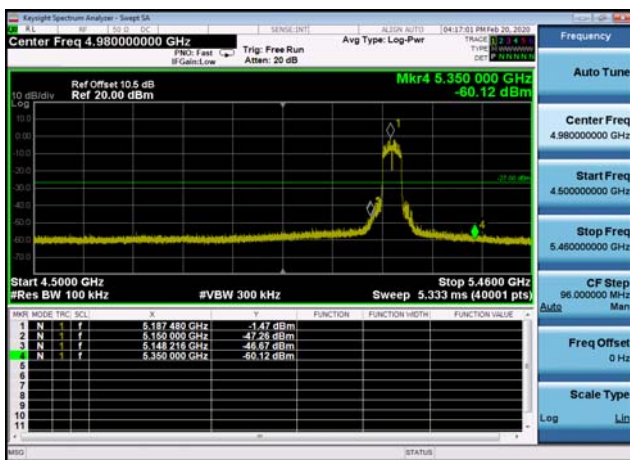 Keysight Spectrum Analyzer - Swept SA
RL RF 50 Ω DC SENSE:INT ALIGN AUTO 04:17:01 PM Feb 20, 2020
Center Freq 4.980000000 GHz
PNO: Fast
IFGain:Low
Trig: Free Run
Atten: 20 dB
Avg Type: Log-Pwr
TRACE 1 2 3 4 5 6
TYPE M
DET P N N N N N
Mkr4 5.350 000 GHz
-60.12 dBm
Ref Offset 10.5 dB
10 dB/div Ref 20.00 dBm
Log
10.0
0.00
-10.0
-20.0
-27.00 dBm
-30.0
-40.0
-50.0
-60.0
-70.0
1
4
Start 4.5000 GHz
Stop 5.4600 GHz
#Res BW 100 kHz
#VBW 300 kHz
Sweep 5.333 ms (40001 pts)
MKR MODE TRC SCL X Y FUNCTION FUNCTION WIDTH FUNCTION VALUE
1 N 1 f 5.187 480 GHz -1.47 dBm
2 N 1 f 5.150 000 GHz -47.26 dBm
3 N 1 f 5.148 216 GHz -46.67 dBm
4 N 1 f 5.350 000 GHz -60.12 dBm
5
6
7
8
9
10
11
MSG
STATUS
Frequency
Auto Tune
Center Freq
4.980000000 GHz
Start Freq
4.500000000 GHz
Stop Freq
5.460000000 GHz
CF Step
96.000000 MHz
Auto Man
Freq Offset
0 Hz
Scale Type
Log Lin